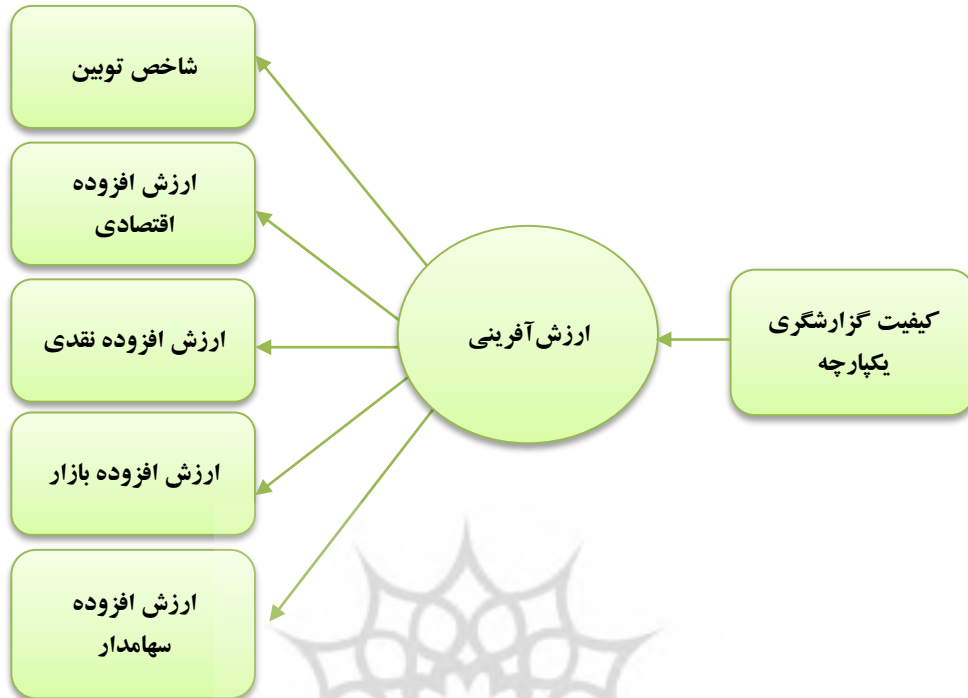 شاخص توبین
ارزش افزوده
اقتصادی
ارزش افزوده نقدی
ارزش افزوده بازار
ارزش افزوده
سهامدار
ارزش‌آفرینی
کیفیت گزارشگری
یکپارچه